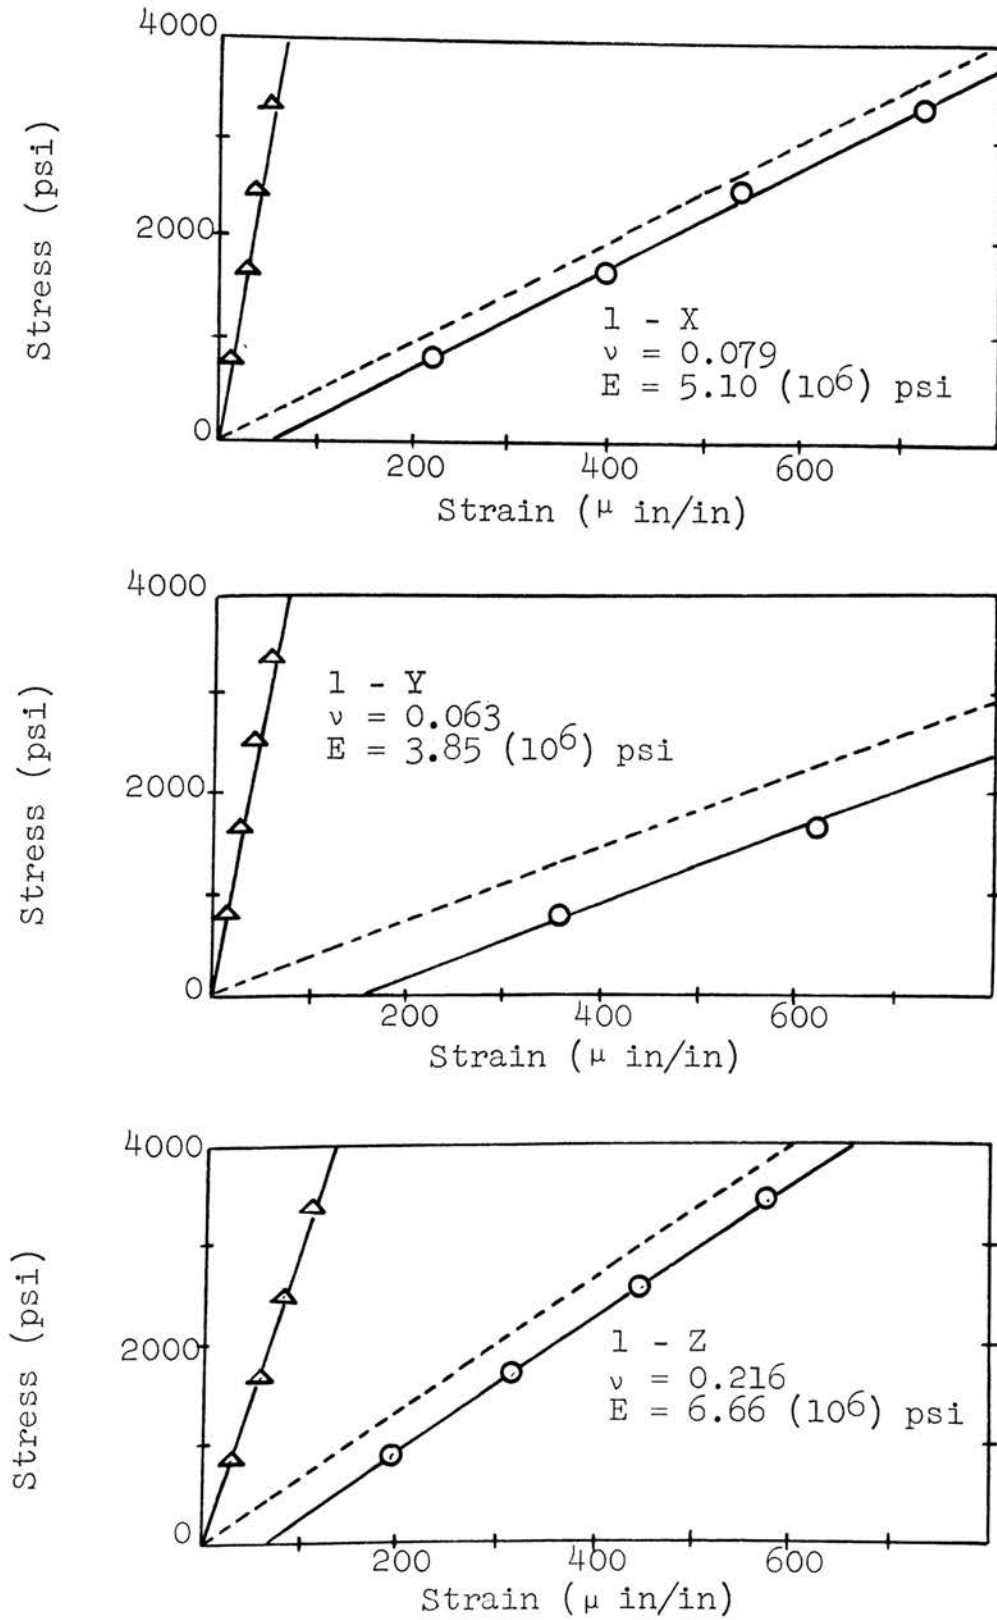 4000
Stress (psi)
2000
1 - X
ν = 0.079
E = 5.10 (10⁶) psi
0
200 400 600
Strain (μ in/in)
4000
1 - Y
ν = 0.063
E = 3.85 (10⁶) psi
Stress (psi)
2000
0
200 400 600
Strain (μ in/in)
4000
Stress (psi)
2000
1 - Z
ν = 0.216
E = 6.66 (10⁶) psi
0
200 400 600
Strain (μ in/in)